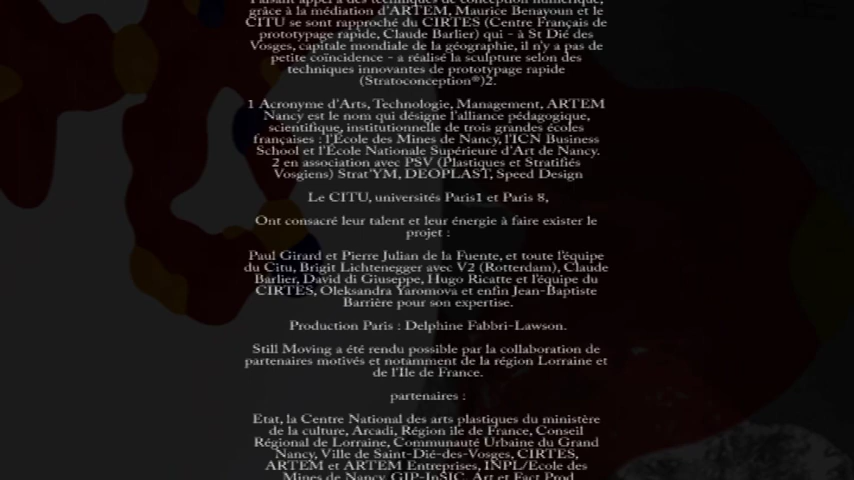 Faisant appel à des techniques de conception numérique,
grâce à la médiation d'ARTEM, Maurice Benayoun et le
CITU se sont rapproché du CIRTES (Centre Français de
prototypage rapide, Claude Barlier) qui - à St Dié des
Vosges, capitale mondiale de la géographie, il n'y a pas de
petite coïncidence - a réalisé la sculpture selon des
techniques innovantes de prototypage rapide
(Stratoconception®)2.
1 Acronyme d'Arts, Technologie, Management, ARTEM
Nancy est le nom qui désigne l'alliance pédagogique,
scientifique, institutionnelle de trois grandes écoles
françaises : l'École des Mines de Nancy, l'ICN Business
School et l'École Nationale Supérieure d'Art de Nancy.
2 en association avec PSV (Plastiques et Stratifiés
Vosgiens) Strat'YM, DEOPLAST, Speed Design
Le CITU, universités Paris1 et Paris 8,
Ont consacré leur talent et leur énergie à faire exister le
projet :
Paul Girard et Pierre Julian de la Fuente, et toute l'équipe
du Citu, Brigit Lichtenegger avec V2 (Rotterdam), Claude
Barlier, David di Giuseppe, Hugo Ricatte et l'équipe du
CIRTES, Oleksandra Yaromova et enfin Jean-Baptiste
Barrière pour son expertise.
Production Paris : Delphine Fabbri-Lawson.
Still Moving a été rendu possible par la collaboration de
partenaires motivés et notamment de la région Lorraine et
de l'Ile de France.
partenaires :
Etat, la Centre National des arts plastiques du ministère
de la culture, Arcadi, Région île de France, Conseil
Régional de Lorraine, Communauté Urbaine du Grand
Nancy, Ville de Saint-Dié-des-Vosges, CIRTES,
ARTEM et ARTEM Entreprises, INPL/Ecole des
Mines de Nancy, GIP-InSIC, Art et Fact Prod